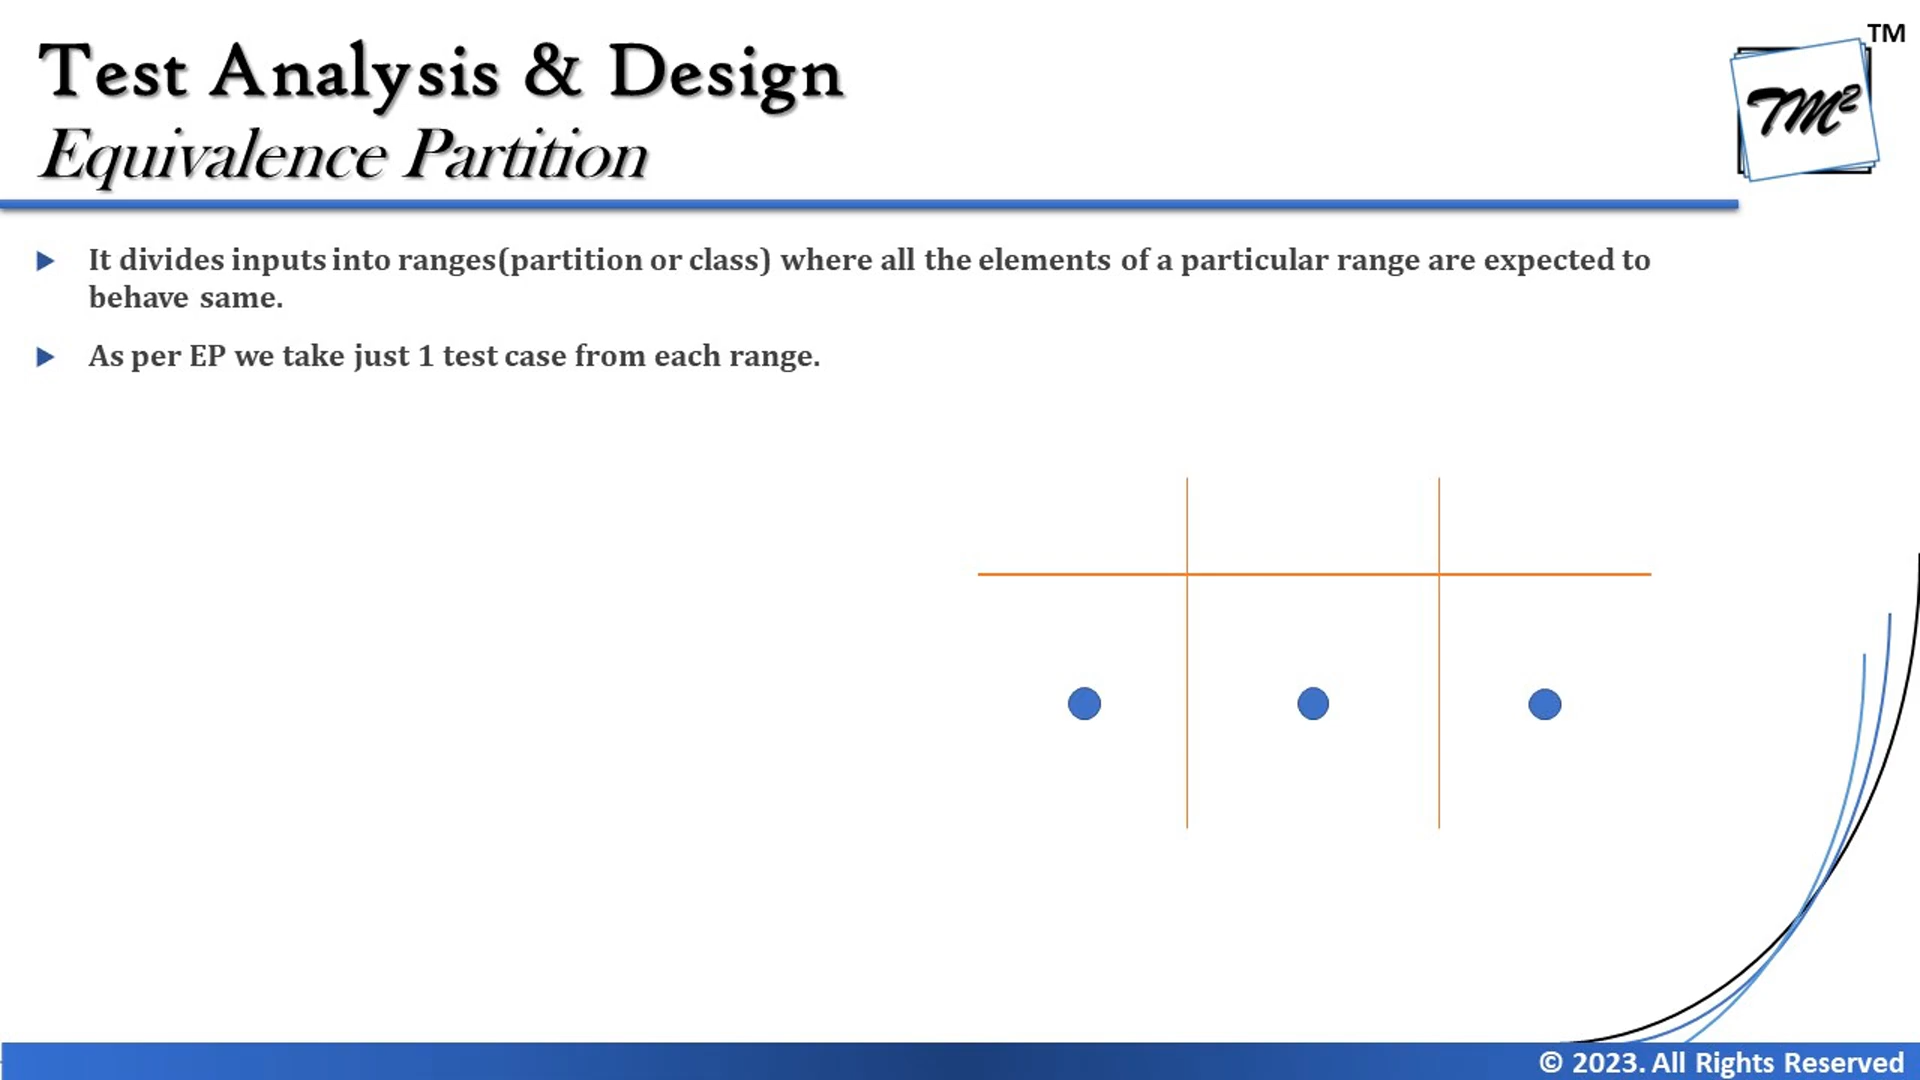 Test Analysis & Design
Equivalence Partition
TM
TM²
It divides inputs into ranges(partition or class) where all the elements of a particular range are expected to
behave same.
As per EP we take just 1 test case from each range.
© 2023. All Rights Reserved